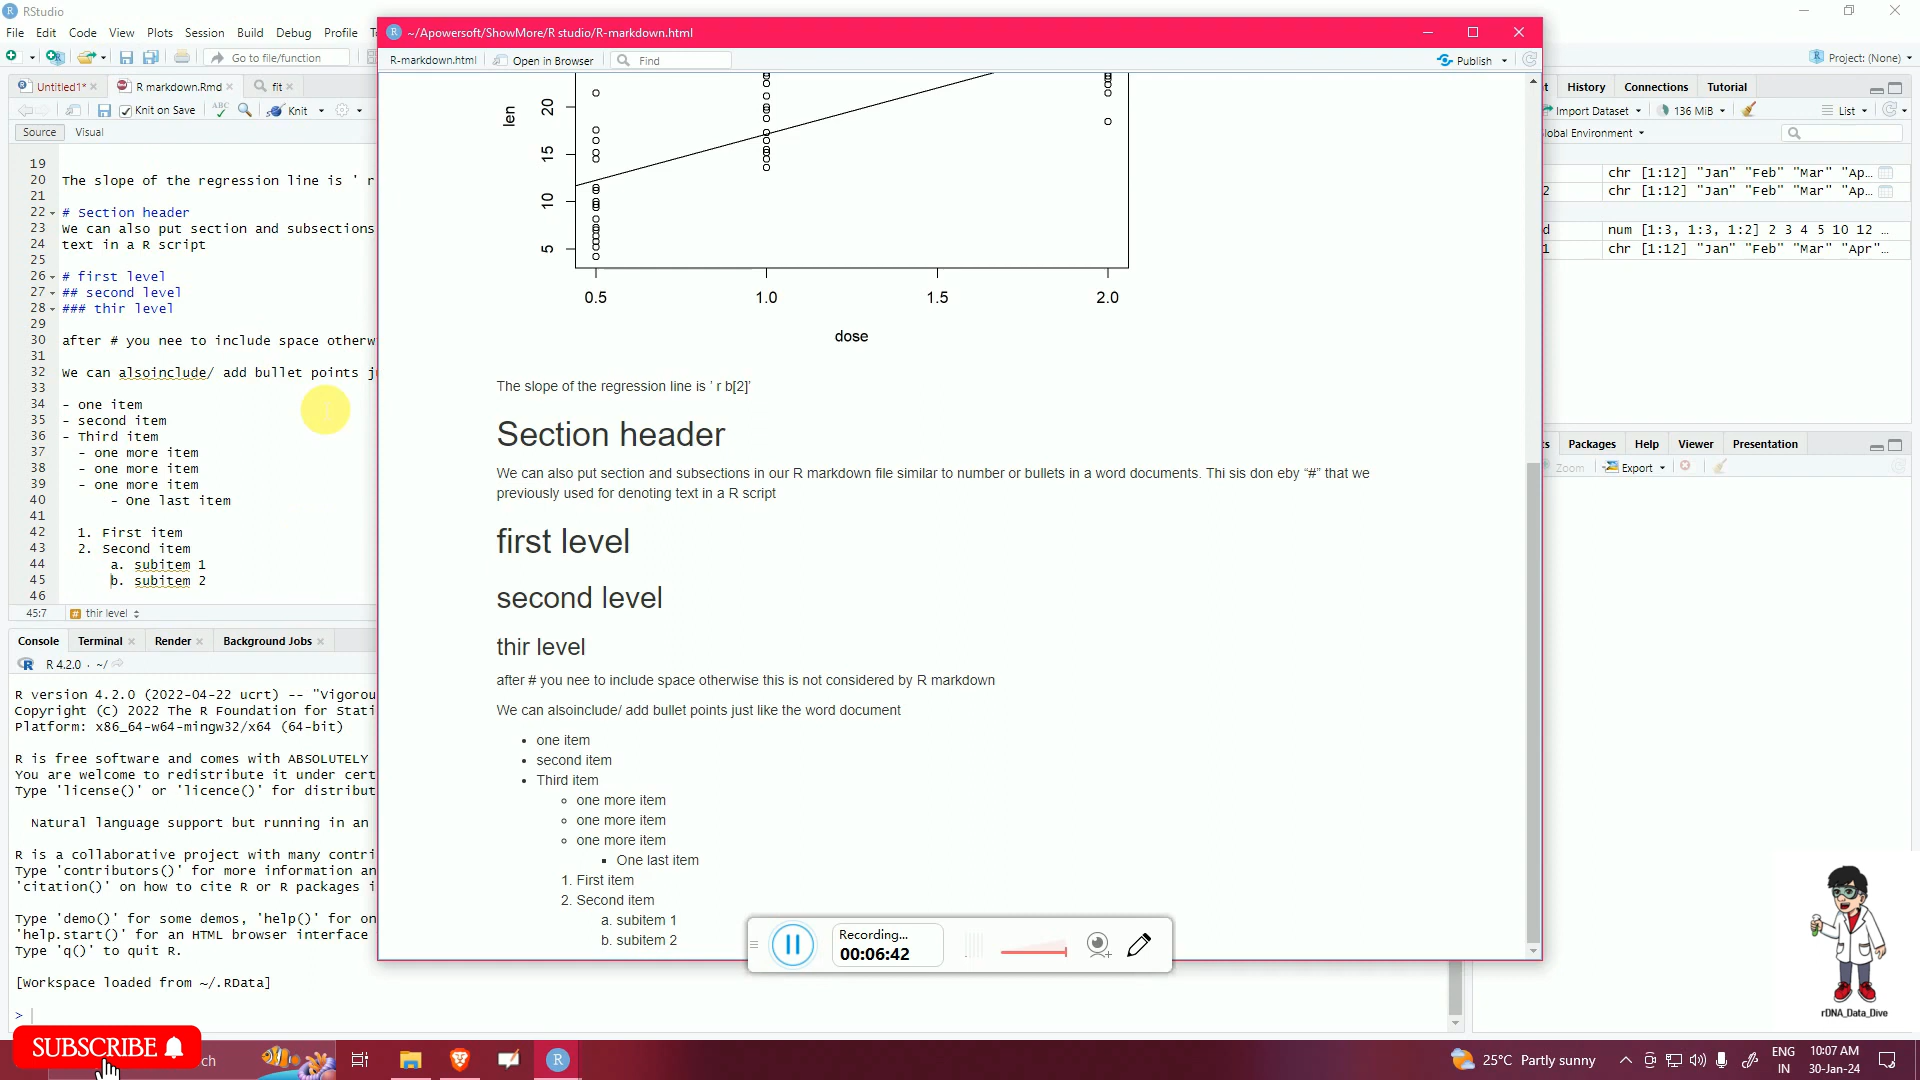 RStudio
File Edit Code View Plots Session Build Debug Profile
Go to file/function
Project: (None)
Untitled1* R markdown.Rmd fit
Knit on Save Knit
Source Visual
19
20 The slope of the regression line is ' r
21
22 # Section header
23 We can also put section and subsections
24 text in a R script
25
26 # first level
27 ## second level
28 ### thir level
29
30 after # you nee to include space otherw
31
32 We can alsoinclude/ add bullet points j
33
34 - one item
35 - second item
36 - Third item
37 - one more item
38 - one more item
39 - one more item
40 - One last item
41
42 1. First item
43 2. Second item
44 a. subitem 1
45 b. subitem 2
46
45:7 thir level
Console Terminal Render Background Jobs
R 4.2.0 · ~/
R version 4.2.0 (2022-04-22 ucrt) -- "Vigorou
Copyright (C) 2022 The R Foundation for Stati
Platform: x86_64-w64-mingw32/x64 (64-bit)
R is free software and comes with ABSOLUTELY
You are welcome to redistribute it under cert
Type 'license()' or 'licence()' for distribut
Natural language support but running in an
R is a collaborative project with many contri
Type 'contributors()' for more information an
'citation()' on how to cite R or R packages i
Type 'demo()' for some demos, 'help()' for on
'help.start()' for an HTML browser interface
Type 'q()' to quit R.
[Workspace loaded from ~/.RData]
>
~/Apowersoft/ShowMore/R studio/R-markdown.html
R-markdown.html Open in Browser Find Publish
len
20
15
10
5
0.5 1.0 1.5 2.0
dose
The slope of the regression line is ' r b[2]'
Section header
We can also put section and subsections in our R markdown file similar to number or bullets in a word documents. Thi sis don eby “#” that we
previously used for denoting text in a R script
first level
second level
thir level
after # you nee to include space otherwise this is not considered by R markdown
We can alsoinclude/ add bullet points just like the word document
• one item
• second item
• Third item
◦ one more item
◦ one more item
◦ one more item
▪ One last item
1. First item
2. Second item
a. subitem 1
b. subitem 2
Recording...
00:06:42
History Connections Tutorial
Import Dataset 136 MiB List
lobal Environment
chr [1:12] "Jan" "Feb" "Mar" "Ap...
2 chr [1:12] "Jan" "Feb" "Mar" "Ap...
d num [1:3, 1:3, 1:2] 2 3 4 5 10 12 ...
1 chr [1:12] "Jan" "Feb" "Mar" "Apr"...
Packages Help Viewer Presentation
Zoom Export
rDNA_Data_Dive
SUBSCRIBE
ch
25°C Partly sunny
ENG
IN
10:07 AM
30-Jan-24